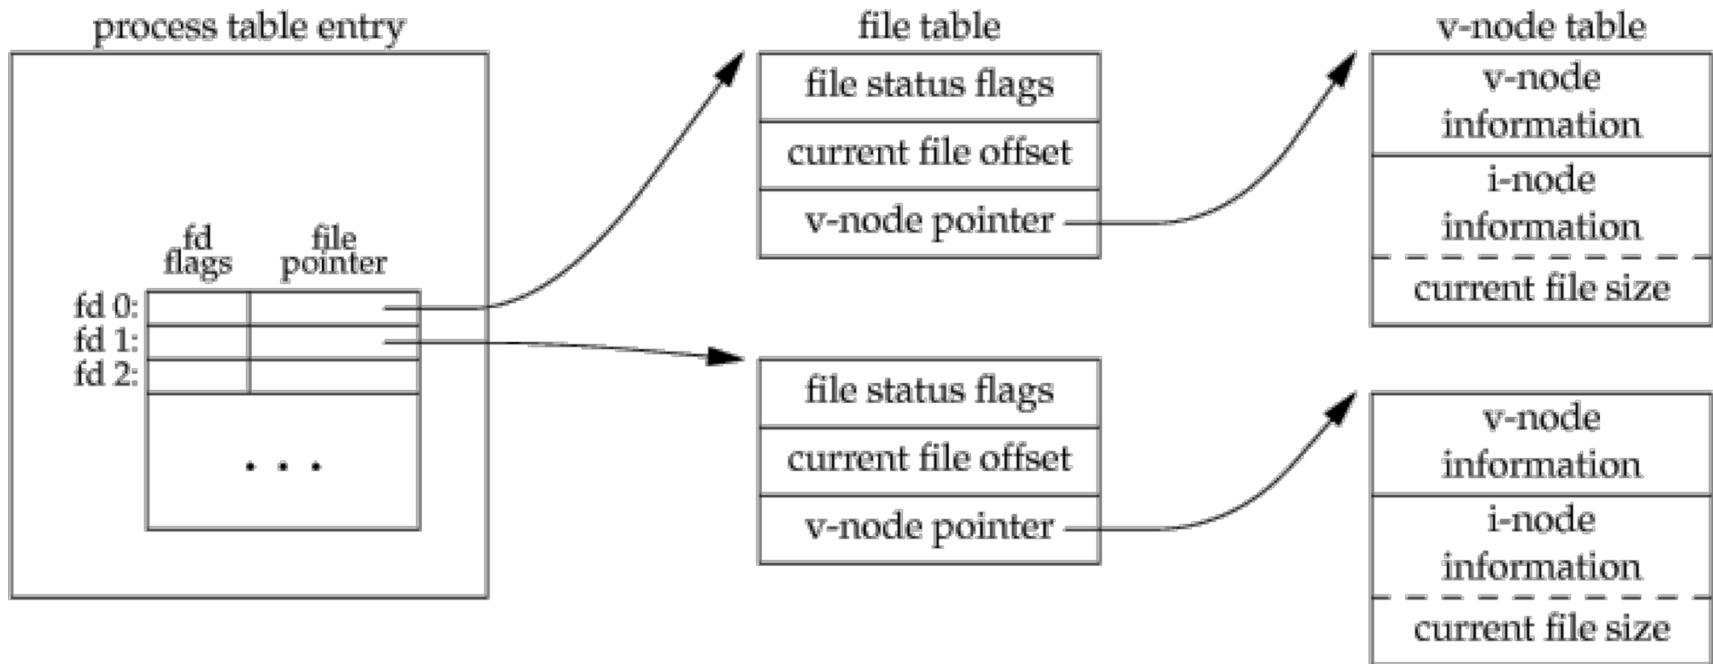 process table entry
fd
flags
file
pointer
fd 0:
fd 1:
fd 2:
. . .
file table
file status flags
current file offset
v-node pointer
file status flags
current file offset
v-node pointer
v-node table
v-node
information
i-node
information
current file size
v-node
information
i-node
information
current file size